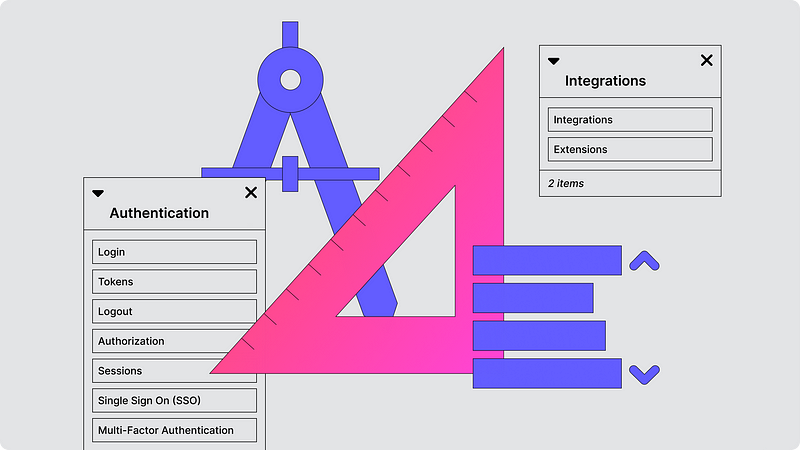 Integrations
Integrations
Extensions
2 items
Authentication
Login
Tokens
Logout
Authorization
Sessions
Single Sign On (SSO)
Multi-Factor Authentication